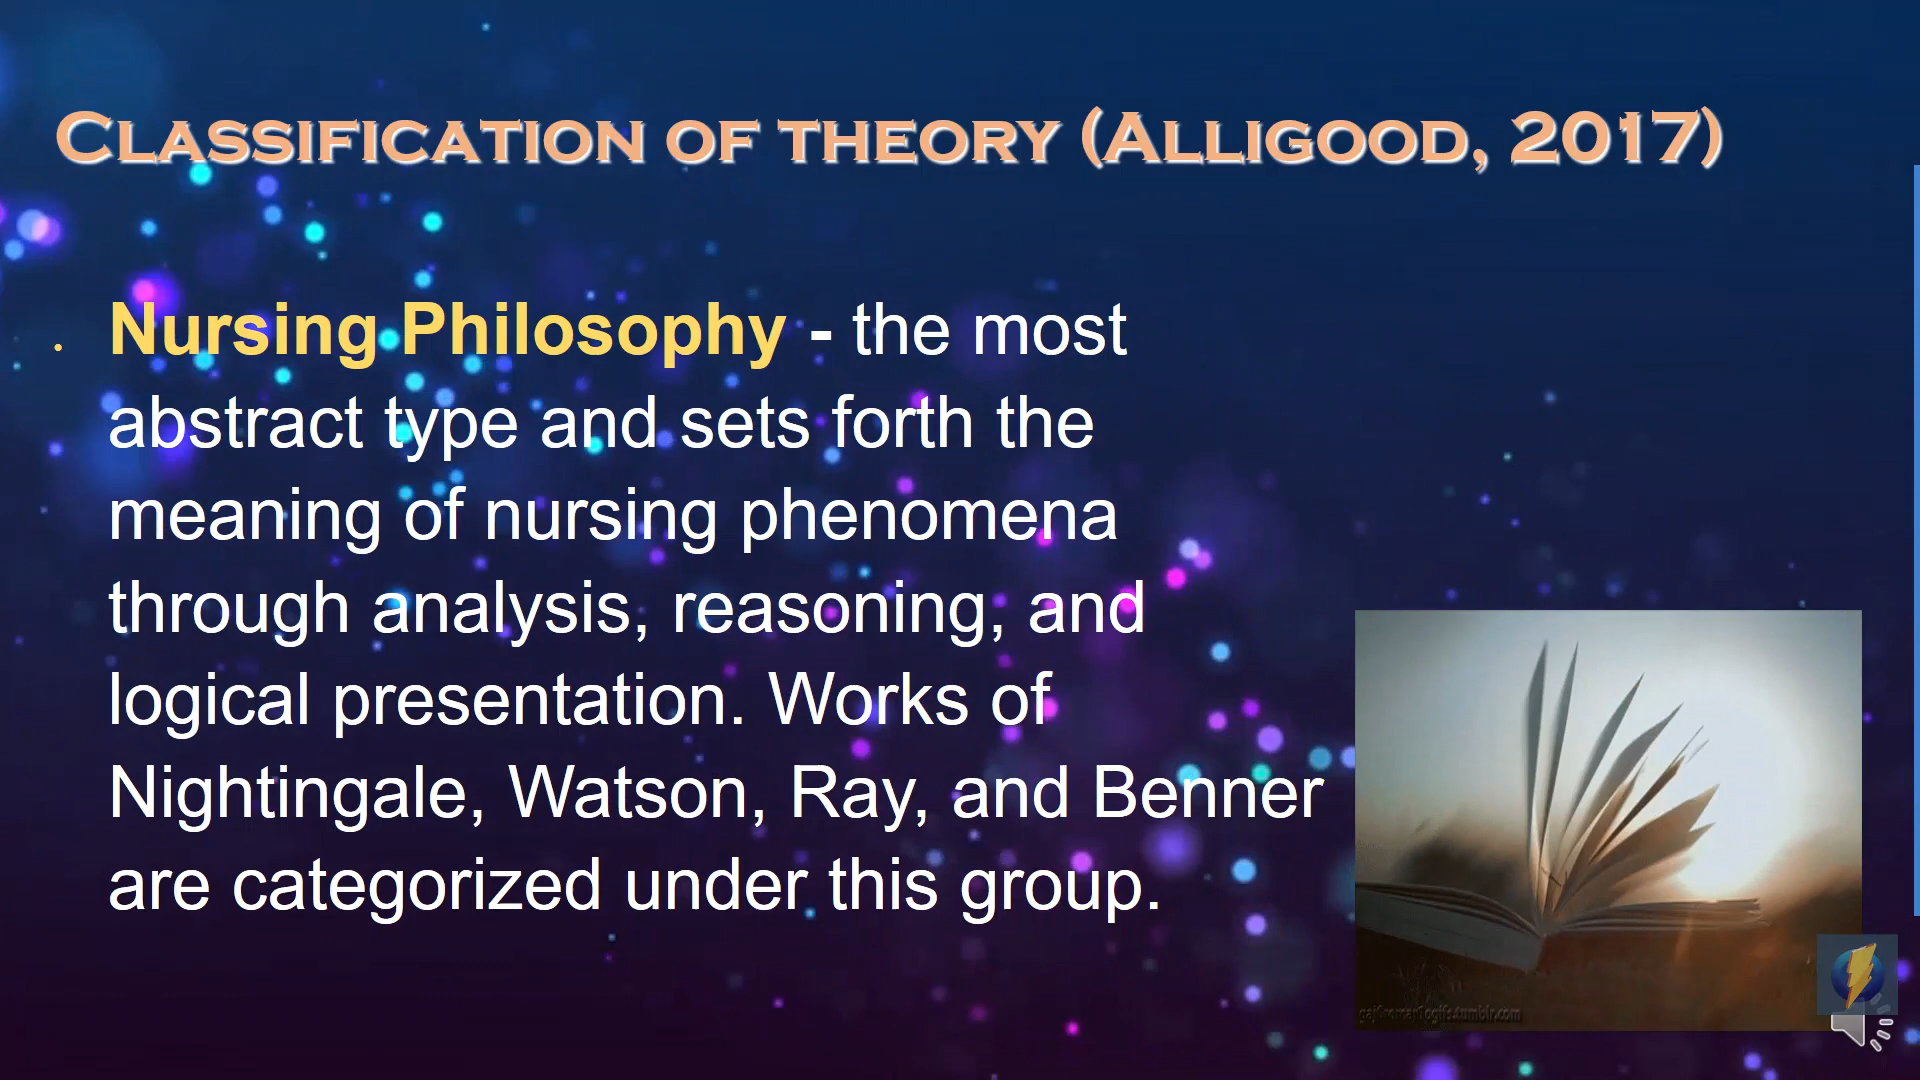 CLASSIFICATION OF THEORY (ALLIGOOD, 2017)
• Nursing Philosophy - the most
abstract type and sets forth the
meaning of nursing phenomena
through analysis, reasoning, and
logical presentation. Works of
Nightingale, Watson, Ray, and Benner
are categorized under this group.